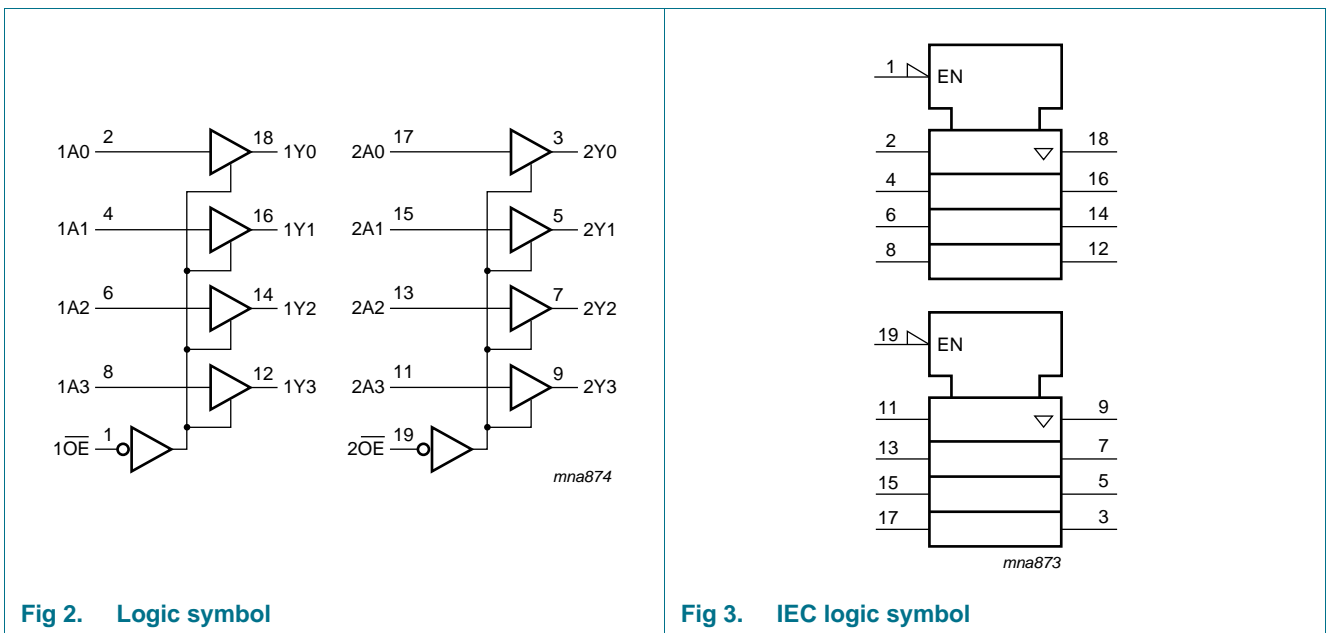 1A0 2 18 1Y0 2A0 17 3 2Y0
1A1 4 16 1Y1 2A1 15 5 2Y1
1A2 6 14 1Y2 2A2 13 7 2Y2
1A3 8 12 1Y3 2A3 11 9 2Y3
1O̅E̅ 1 2O̅E̅ 19
mna874
Fig 2. Logic symbol
1 EN
2 18
4 16
6 14
8 12
19 EN
11 9
13 7
15 5
17 3
mna873
Fig 3. IEC logic symbol